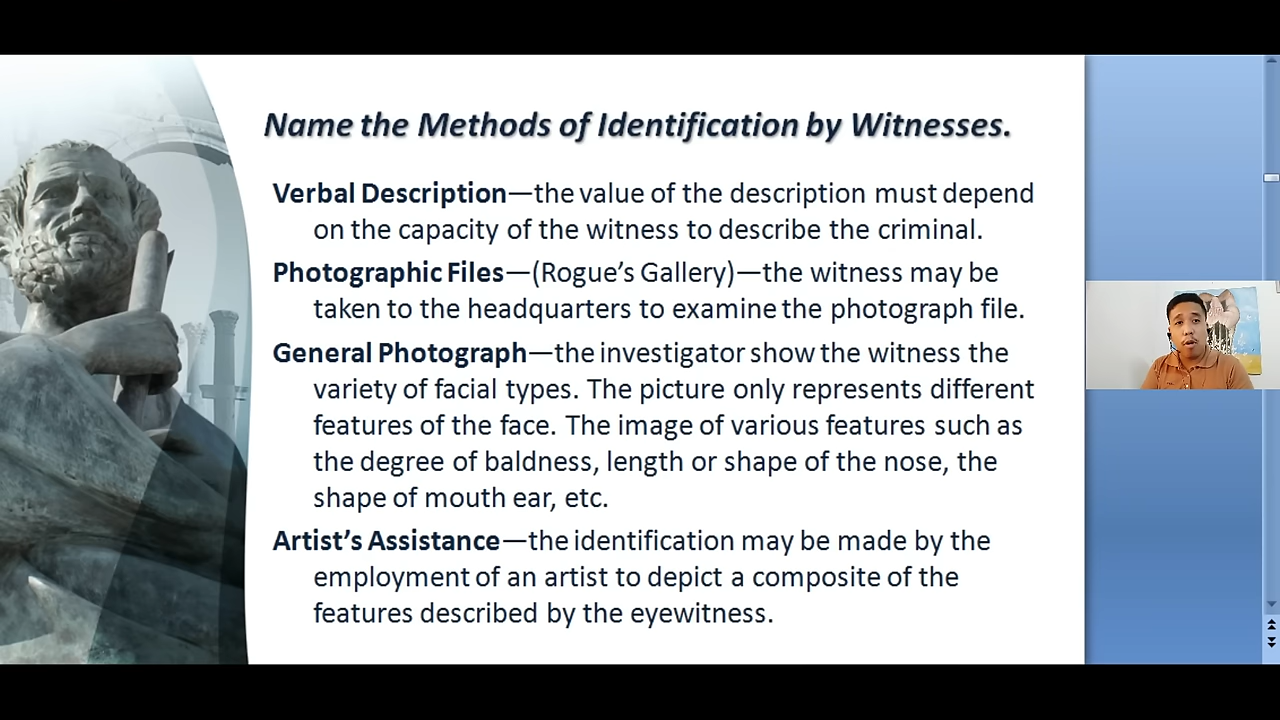 Name the Methods of Identification by Witnesses.
Verbal Description—the value of the description must depend
on the capacity of the witness to describe the criminal.
Photographic Files—(Rogue's Gallery)—the witness may be
taken to the headquarters to examine the photograph file.
General Photograph—the investigator show the witness the
variety of facial types. The picture only represents different
features of the face. The image of various features such as
the degree of baldness, length or shape of the nose, the
shape of mouth ear, etc.
Artist's Assistance—the identification may be made by the
employment of an artist to depict a composite of the
features described by the eyewitness.